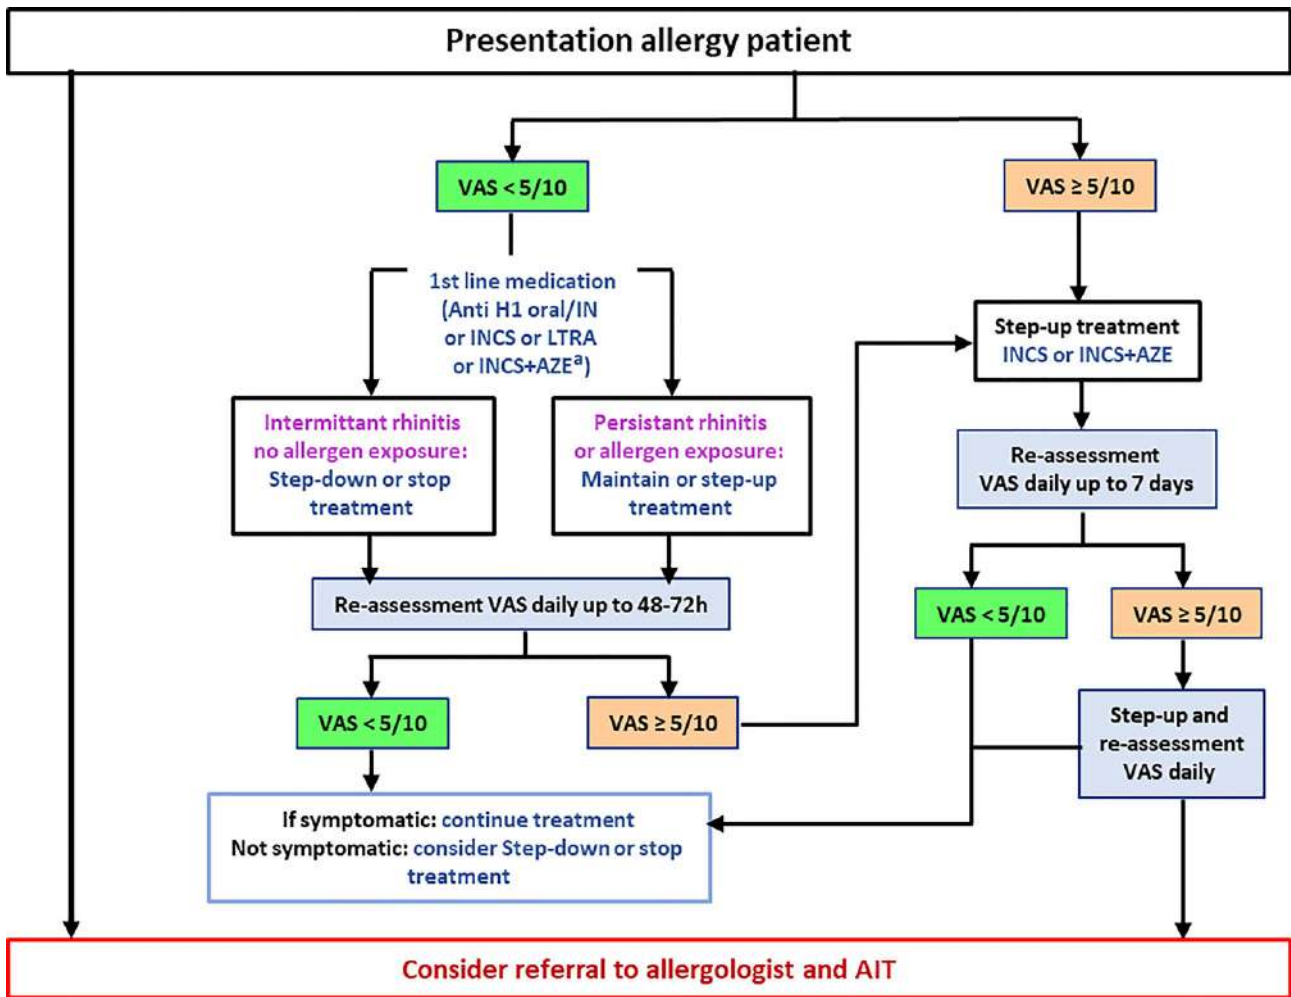 Presentation allergy patient
VAS < 5/10
VAS ≥ 5/10
1st line medication
(Anti H1 oral/IN
or INCS or LTRA
or INCS+AZEᵃ)
Step-up treatment
INCS or INCS+AZE
Intermittant rhinitis
no allergen exposure:
Step-down or stop
treatment
Persistant rhinitis
or allergen exposure:
Maintain or step-up
treatment
Re-assessment
VAS daily up to 7 days
Re-assessment VAS daily up to 48-72h
VAS < 5/10
VAS ≥ 5/10
VAS < 5/10
VAS ≥ 5/10
Step-up and
re-assessment
VAS daily
If symptomatic: continue treatment
Not symptomatic: consider Step-down or stop
treatment
Consider referral to allergologist and AIT